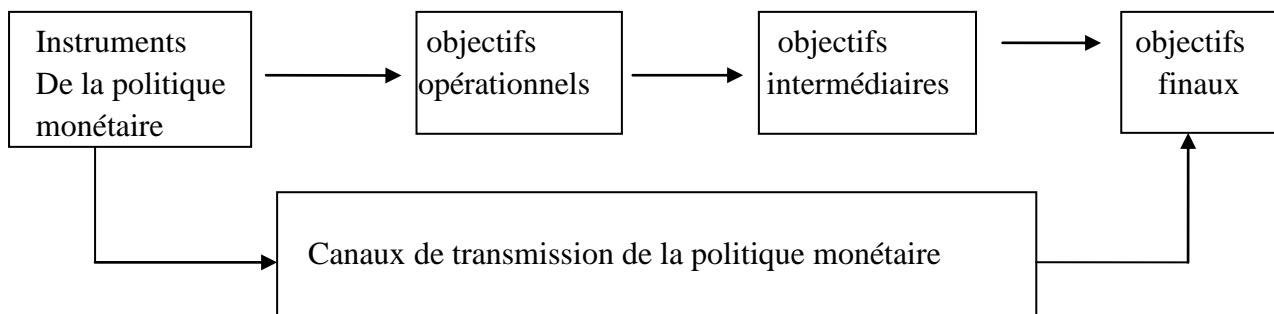 Instruments
De la politique
monétaire
objectifs
opérationnels
objectifs
intermédiaires
objectifs
finaux
Canaux de transmission de la politique monétaire